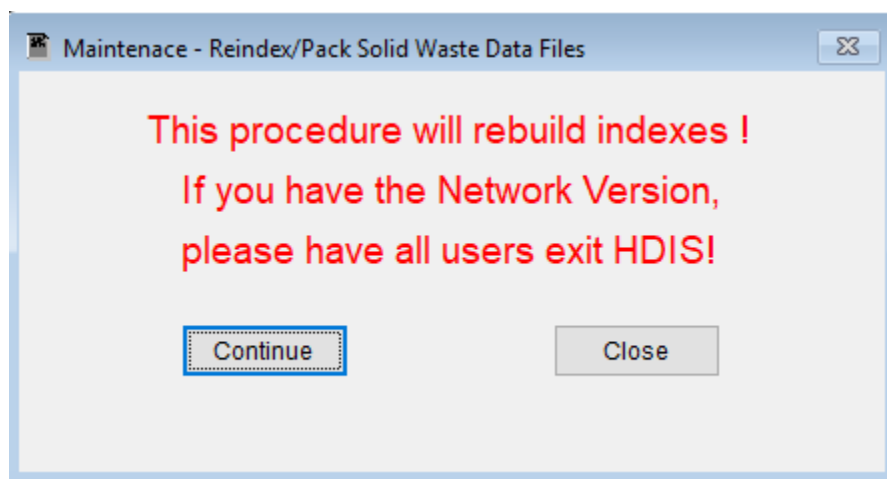 Maintenace - Reindex/Pack Solid Waste Data Files
This procedure will rebuild indexes !
If you have the Network Version,
please have all users exit HDIS!
Continue
Close